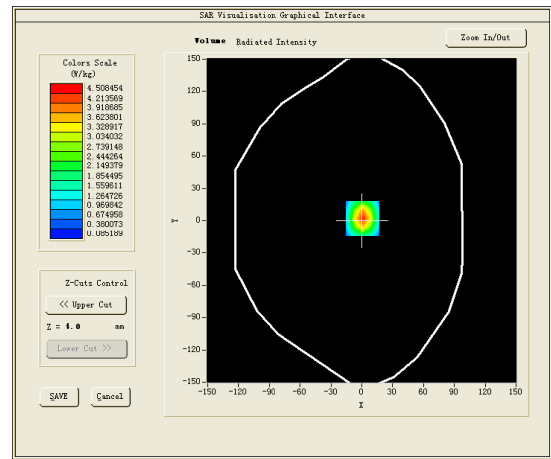 SAR Visualisation Graphical Interface
Volume Radiated Intensity
Zoom In/Out
Colors Scale
(W/kg)
4.508454
4.213569
3.918685
3.623801
3.328917
3.034032
2.739148
2.444264
2.149379
1.854495
1.559611
1.264726
0.969842
0.674958
0.380073
0.085189
150
120
90
60
30
0
-30
-60
-90
-120
-150
Y
-150 -120 -90 -60 -30 0 30 60 90 120 150
X
Z-Cuts Control
<< Upper Cut
Z = 4.0 mm
Lower Cut >>
SAVE
Cancel